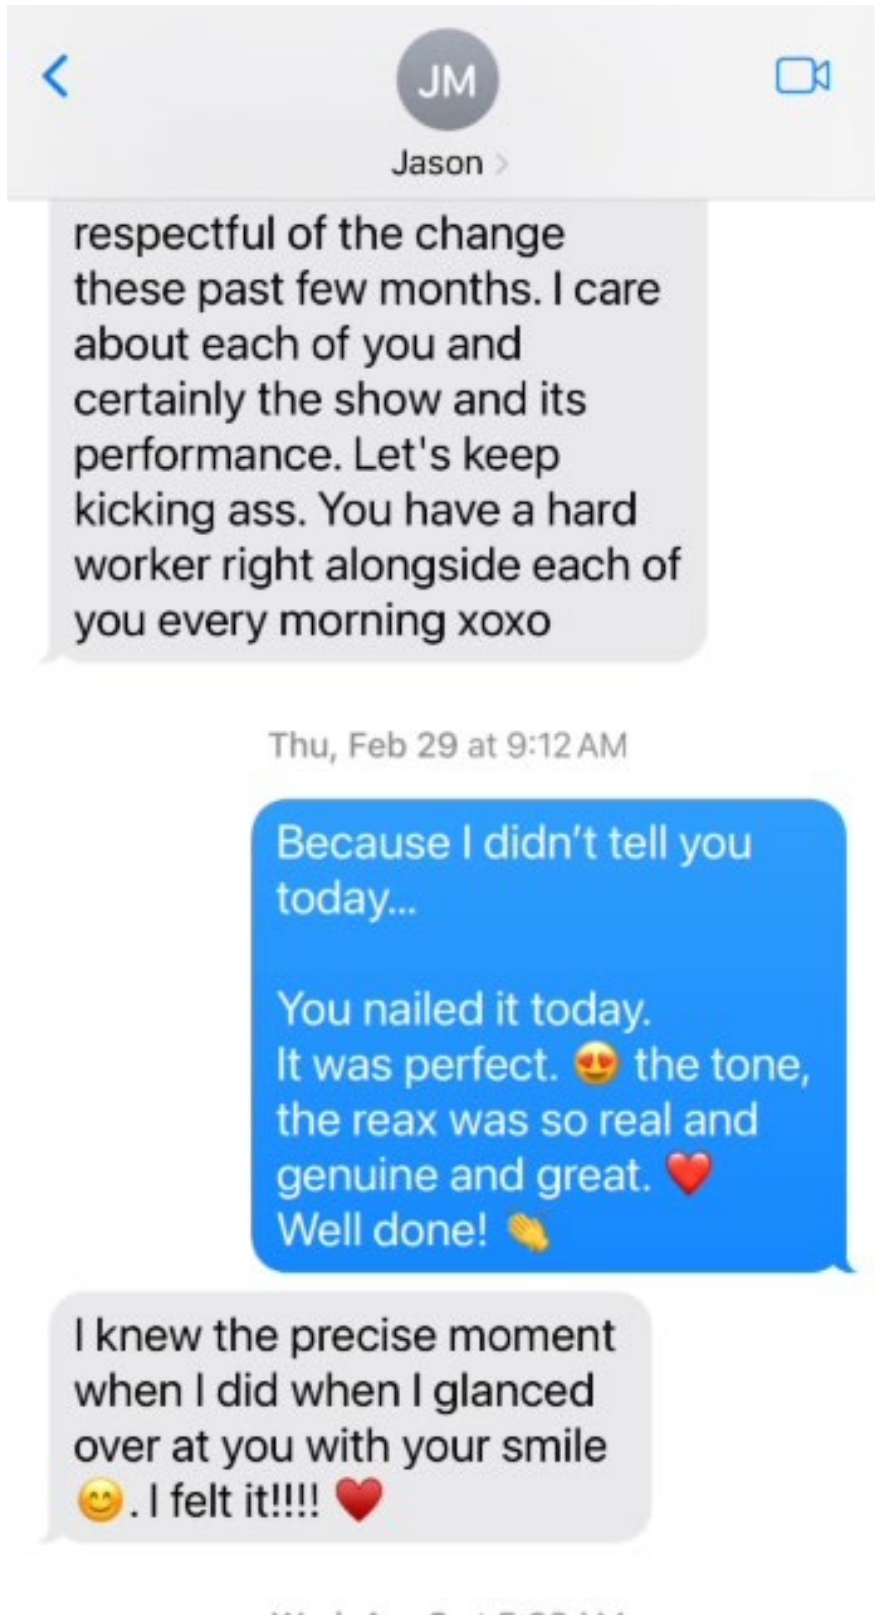 JM
Jason
respectful of the change
these past few months. I care
about each of you and
certainly the show and its
performance. Let's keep
kicking ass. You have a hard
worker right alongside each of
you every morning xoxo
Thu, Feb 29 at 9:12 AM
Because I didn't tell you
today...
You nailed it today.
It was perfect. 😍 the tone,
the reax was so real and
genuine and great. ❤️
Well done! 👏
I knew the precise moment
when I did when I glanced
over at you with your smile
😊. I felt it!!!! ♥️